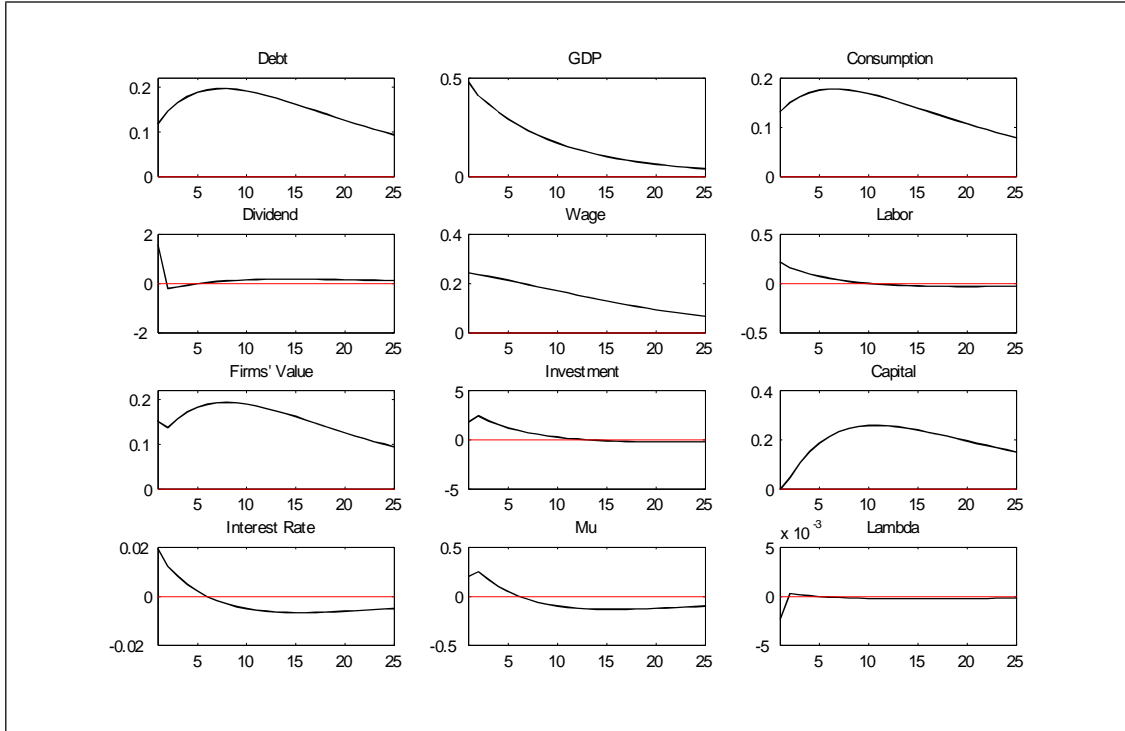 Debt GDP Consumption
0.2 0.5 0.2
0.1 0.1
0 0 0
5 10 15 20 25 5 10 15 20 25 5 10 15 20 25
Dividend Wage Labor
2 0.4 0.5
0 0.2 0
-2 0 -0.5
5 10 15 20 25 5 10 15 20 25 5 10 15 20 25
Firms' Value Investment Capital
0.2 5 0.4
0.1 0 0.2
0 -5 0
5 10 15 20 25 5 10 15 20 25 5 10 15 20 25
Interest Rate Mu Lambda
x 10 -3
0.02 0.5 5
0 0 0
-0.02 -0.5 -5
5 10 15 20 25 5 10 15 20 25 5 10 15 20 25